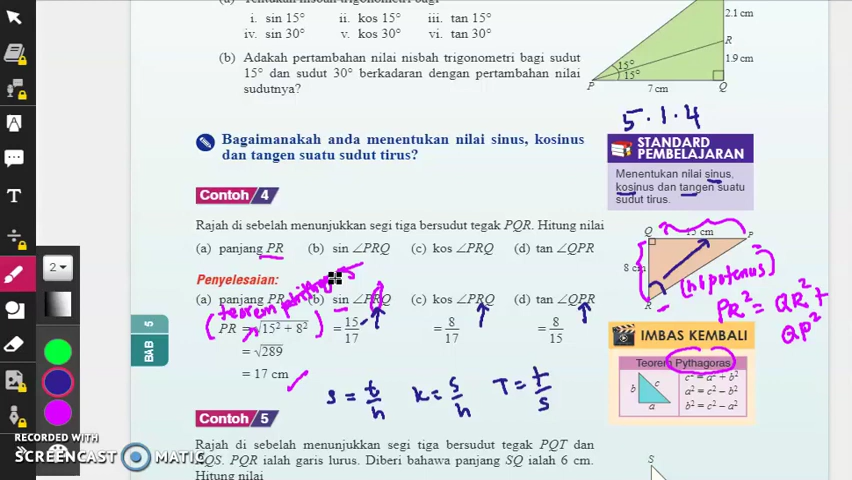 (a) Tentukan nisbah trigonometri bagi
i. sin 15° ii. kos 15° iii. tan 15°
iv. sin 30° v. kos 30° vi. tan 30°
(b) Adakah pertambahan nilai nisbah trigonometri bagi sudut
15° dan sudut 30° berkadaran dengan pertambahan nilai
sudutnya?
2.1 cm
R
1.9 cm
15°
15°
P
7 cm
Q
5.1.4
Bagaimanakah anda menentukan nilai sinus, kosinus
dan tangen suatu sudut tirus?
STANDARD
PEMBELAJARAN
Menentukan nilai sinus,
kosinus dan tangen suatu
sudut tirus.
Contoh 4
Rajah di sebelah menunjukkan segi tiga bersudut tegak PQR. Hitung nilai
(a) panjang PR (b) sin ∠PRQ (c) kos ∠PRQ (d) tan ∠QPR
Q
15 cm
P
8 cm
R
(hipotenus)
PR² = QR² +
QP²
Penyelesaian:
(teorem
(a) panjang PR (b) sin ∠PRQ (c) kos ∠PRQ (d) tan ∠QPR
PR = √15² + 8² = 15/17 = 8/17 = 8/15
= √289
= 17 cm
s = t/h k = s/h T = t/s
IMBAS KEMBALI
Teorem Pythagoras
b c a
c² = a² + b²
a² = c² – b²
b² = c² – a²
BAB 5
Contoh 5
Rajah di sebelah menunjukkan segi tiga bersudut tegak PQT dan
RQS. PQR ialah garis lurus. Diberi bahawa panjang SQ ialah 6 cm.
Hitung nilai
S
T
2
RECORDED WITH
SCREENCAST MATIC